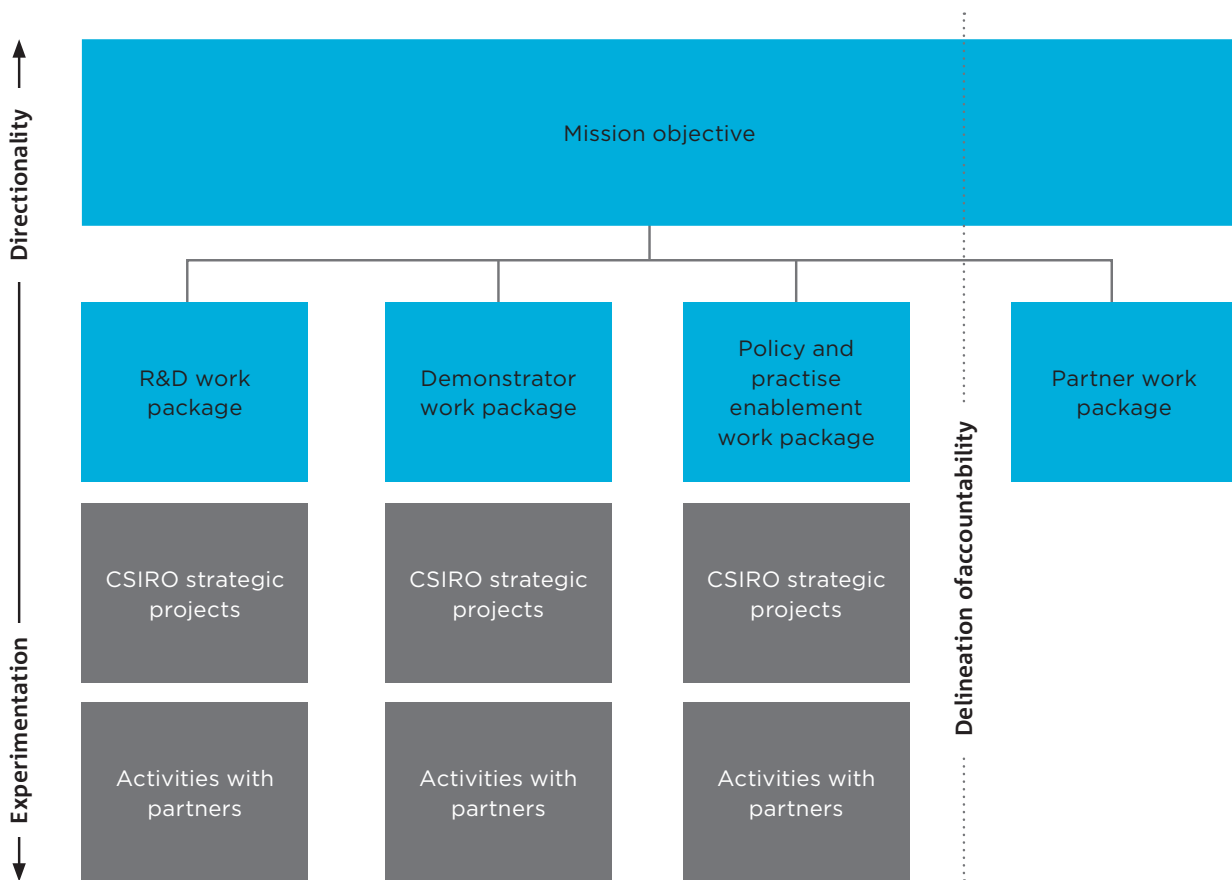 Directionality
Experimentation
Mission objective
R&D work
package
Demonstrator
work package
Policy and
practise
enablement
work package
Partner work
package
CSIRO strategic
projects
CSIRO strategic
projects
CSIRO strategic
projects
Activities with
partners
Activities with
partners
Activities with
partners
Delineation ofaccountability